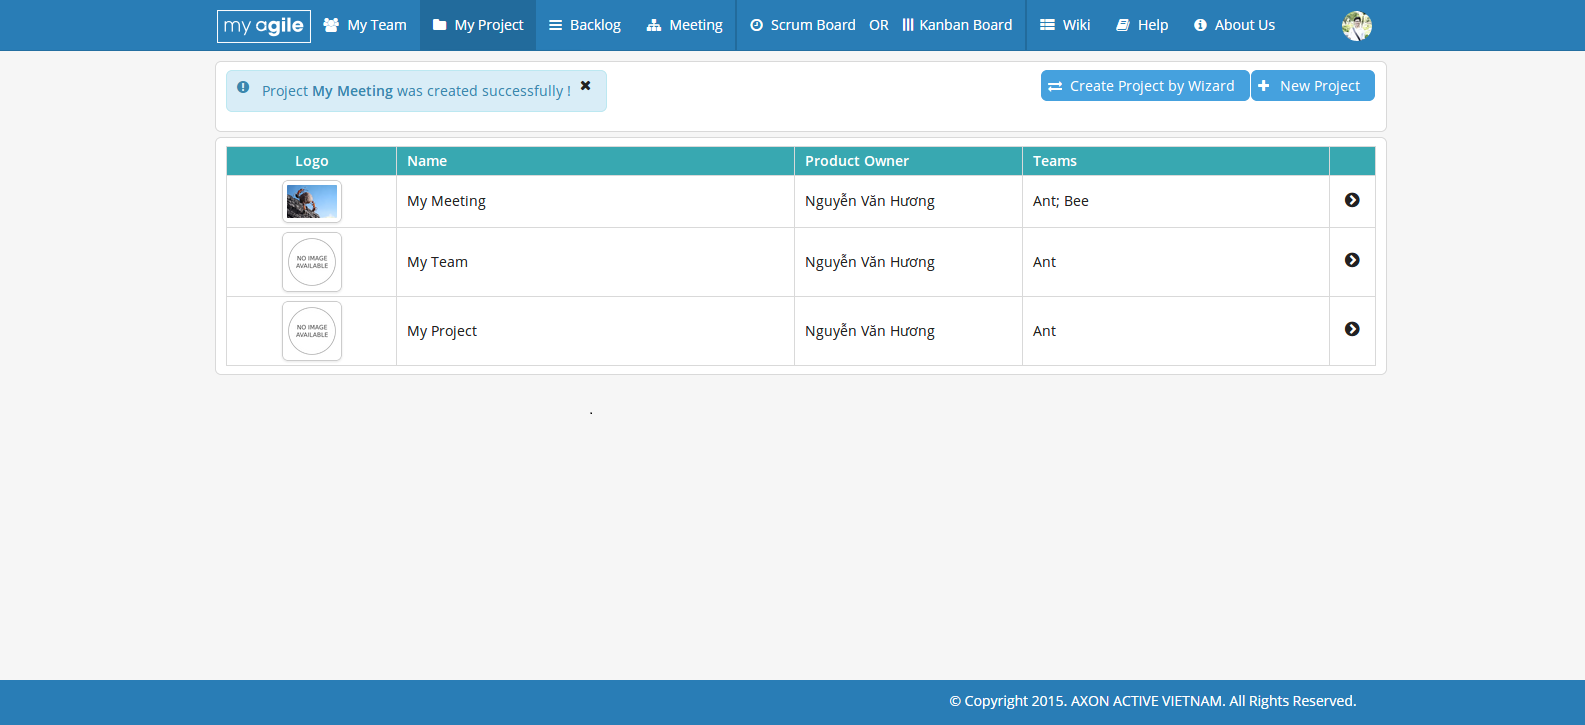 my agile My Team My Project Backlog Meeting Scrum Board OR Kanban Board Wiki Help About Us
Project My Meeting was created successfully !
Create Project by Wizard New Project
Logo Name Product Owner Teams
My Meeting Nguyễn Văn Hương Ant; Bee
NO IMAGE
AVAILABLE
My Team Nguyễn Văn Hương Ant
NO IMAGE
AVAILABLE
My Project Nguyễn Văn Hương Ant
.
© Copyright 2015. AXON ACTIVE VIETNAM. All Rights Reserved.